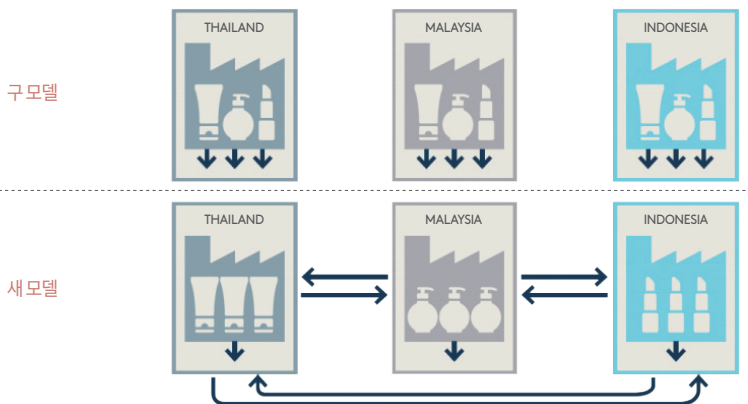 THAILAND
MALAYSIA
INDONESIA
구모델
THAILAND
MALAYSIA
INDONESIA
새모델